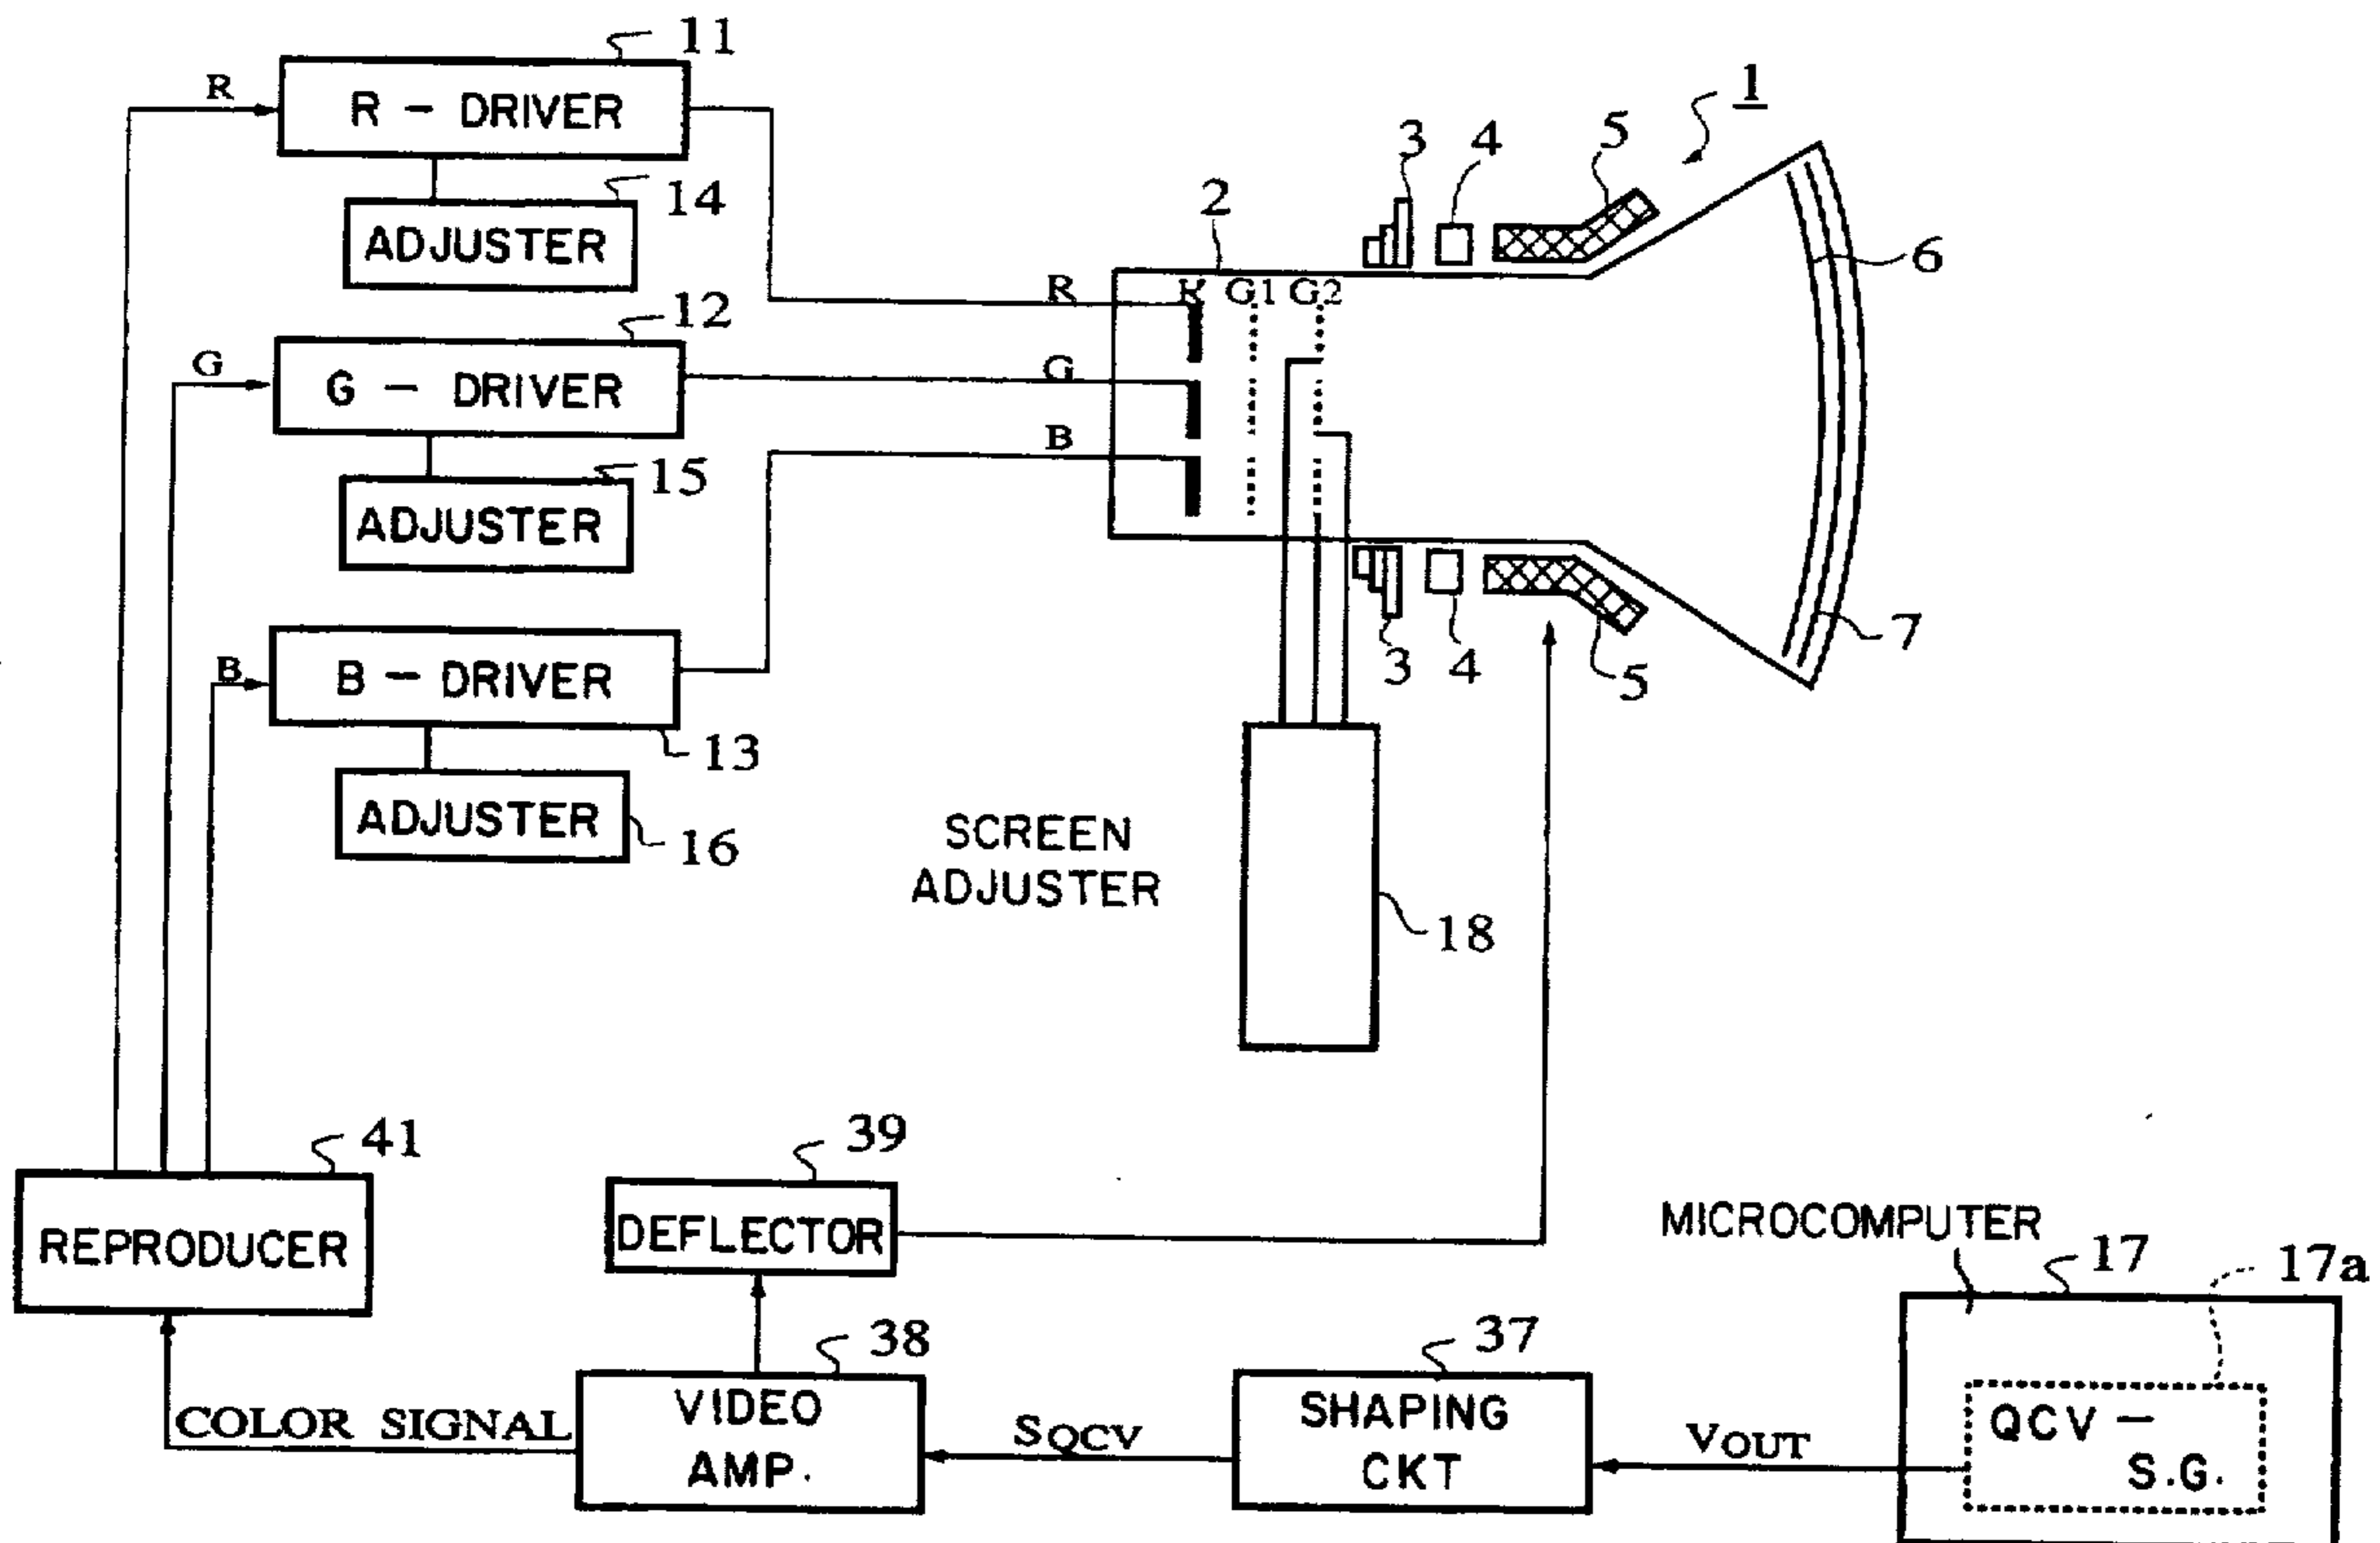 11
R
R - DRIVER
14
ADJUSTER
12
G
G - DRIVER
15
ADJUSTER
B
B - DRIVER
13
ADJUSTER
16
1
3
4
5
2
R
K
G1
G2
G
B
6
7
3
4
5
SCREEN
ADJUSTER
18
41
REPRODUCER
39
DEFLECTOR
MICROCOMPUTER
17
17a
38
VIDEO
AMP.
COLOR SIGNAL
37
SHAPING
CKT
SQCV
VOUT
QCV -
S.G.